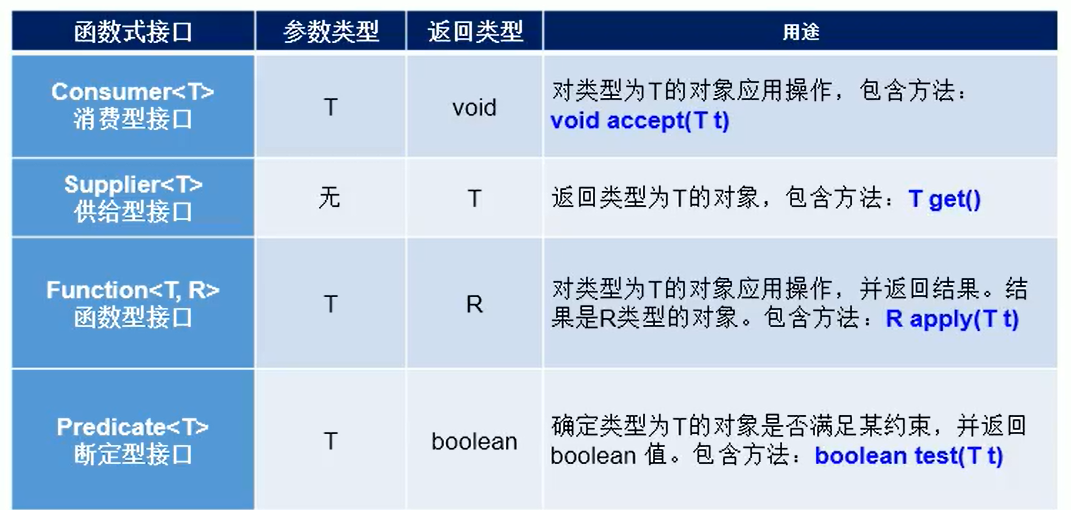 函数式接口 参数类型 返回类型 用途
Consumer<T>
消费型接口
T
void
对类型为T的对象应用操作，包含方法：
void accept(T t)
Supplier<T>
供给型接口
无
T
返回类型为T的对象，包含方法：T get()
Function<T, R>
函数型接口
T
R
对类型为T的对象应用操作，并返回结果。结
果是R类型的对象。包含方法：R apply(T t)
Predicate<T>
断定型接口
T
boolean
确定类型为T的对象是否满足某约束，并返回
boolean 值。包含方法：boolean test(T t)